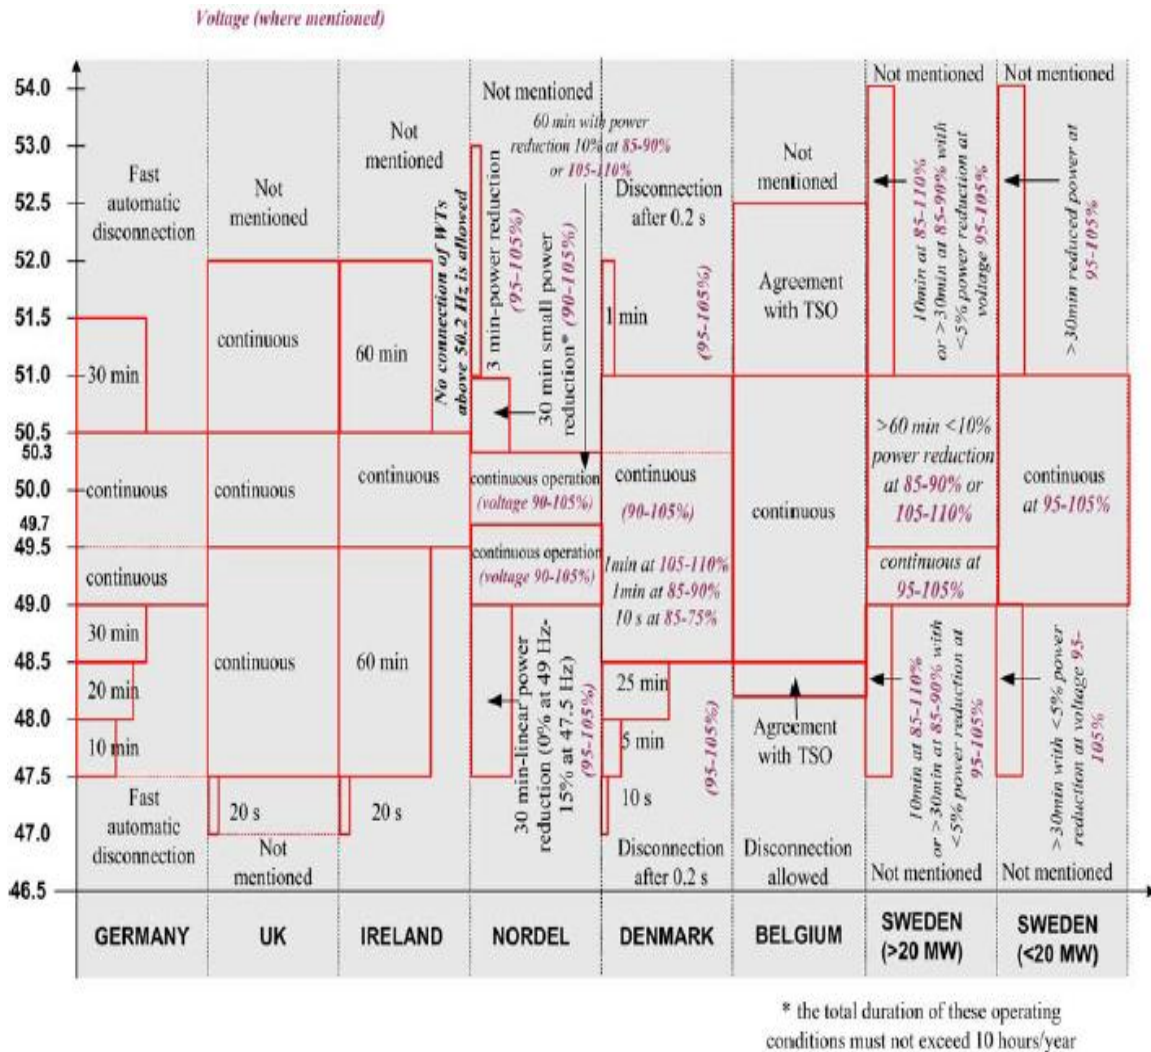 Voltage (where mentioned)
54.0
53.0
52.5
52.0
51.5
51.0
50.5
50.3
50.0
49.7
49.5
49.0
48.5
48.0
47.5
47.0
46.5
Fast
automatic
disconnection
30 min
continuous
continuous
30 min
20 min
10 min
Fast
automatic
disconnection
GERMANY
Not
mentioned
continuous
continuous
continuous
20 s
Not
mentioned
UK
Not
mentioned
No connection of WTs
above 50.2 Hz is allowed
60 min
continuous
60 min
20 s
IRELAND
Not mentioned
60 min with power
reduction 10% at 85-90%
or 105-110%
3 min-power reduction
(95-105%)
30 min small power
reduction* (90-105%)
continuous operation
(voltage 90-105%)
continuous operation
(voltage 90-105%)
30 min-linear power
reduction (0% at 49 Hz-
15% at 47.5 Hz)
(95-105%)
NORDEL
Disconnection
after 0.2 s
1 min
(95-105%)
continuous
(90-105%)
1min at 105-110%
1min at 85-90%
10 s at 85-75%
25 min
5 min
(95-105%)
10 s
Disconnection
after 0.2 s
DENMARK
Not
mentioned
Agreement
with TSO
continuous
Agreement
with TSO
Disconnection
allowed
BELGIUM
Not mentioned
10min at 85-110%
or >30min at 85-90% with
<5% power reduction at
voltage 95-105%
>60 min <10%
power reduction
at 85-90% or
105-110%
continuous at
95-105%
10min at 85-110%
or >30min at 85-90% with
<5% power reduction at
95-105%
Not mentioned
SWEDEN
(>20 MW)
Not mentioned
>30min reduced power at
95-105%
continuous
at 95-105%
>30min with <5% power
reduction at voltage 95-
105%
Not mentioned
SWEDEN
(<20 MW)
* the total duration of these operating
conditions must not exceed 10 hours/year